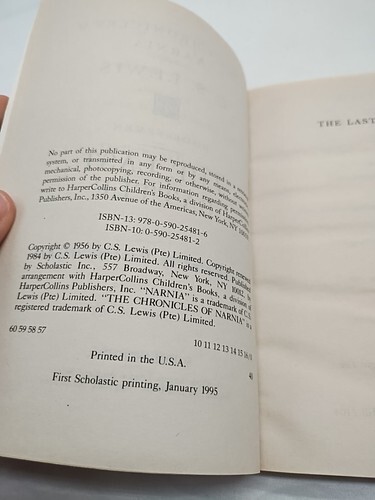 LEWIS
THE LAST
No part of this publication may be reproduced, stored in a
system, or transmitted in any form or by any means,
mechanical, photocopying, recording, or otherwise, without
permission of the publisher. For information regarding
write to HarperCollins Children's Books, a division of
Publishers, Inc., 1350 Avenue of the Americas, New York, NY
ISBN-13: 978-0-590-25481-6
ISBN-10: 0-590-25481-2
Copyright © 1956 by C.S. Lewis (Pte) Limited. Copyright renewed
1984 by C.S. Lewis (Pte) Limited. All rights reserved. Published
by Scholastic Inc., 557 Broadway, New York, NY
arrangement with HarperCollins Children's Books, a division
HarperCollins Publishers, Inc. "NARNIA" is a trademark of C.S.
Lewis (Pte) Limited. "THE CHRONICLES OF NARNIA" is a
registered trademark of C.S. Lewis (Pte) Limited.
60 59 58 57 10 11 12 13 14 15 16
40
Printed in the U.S.A.
First Scholastic printing, January 1995